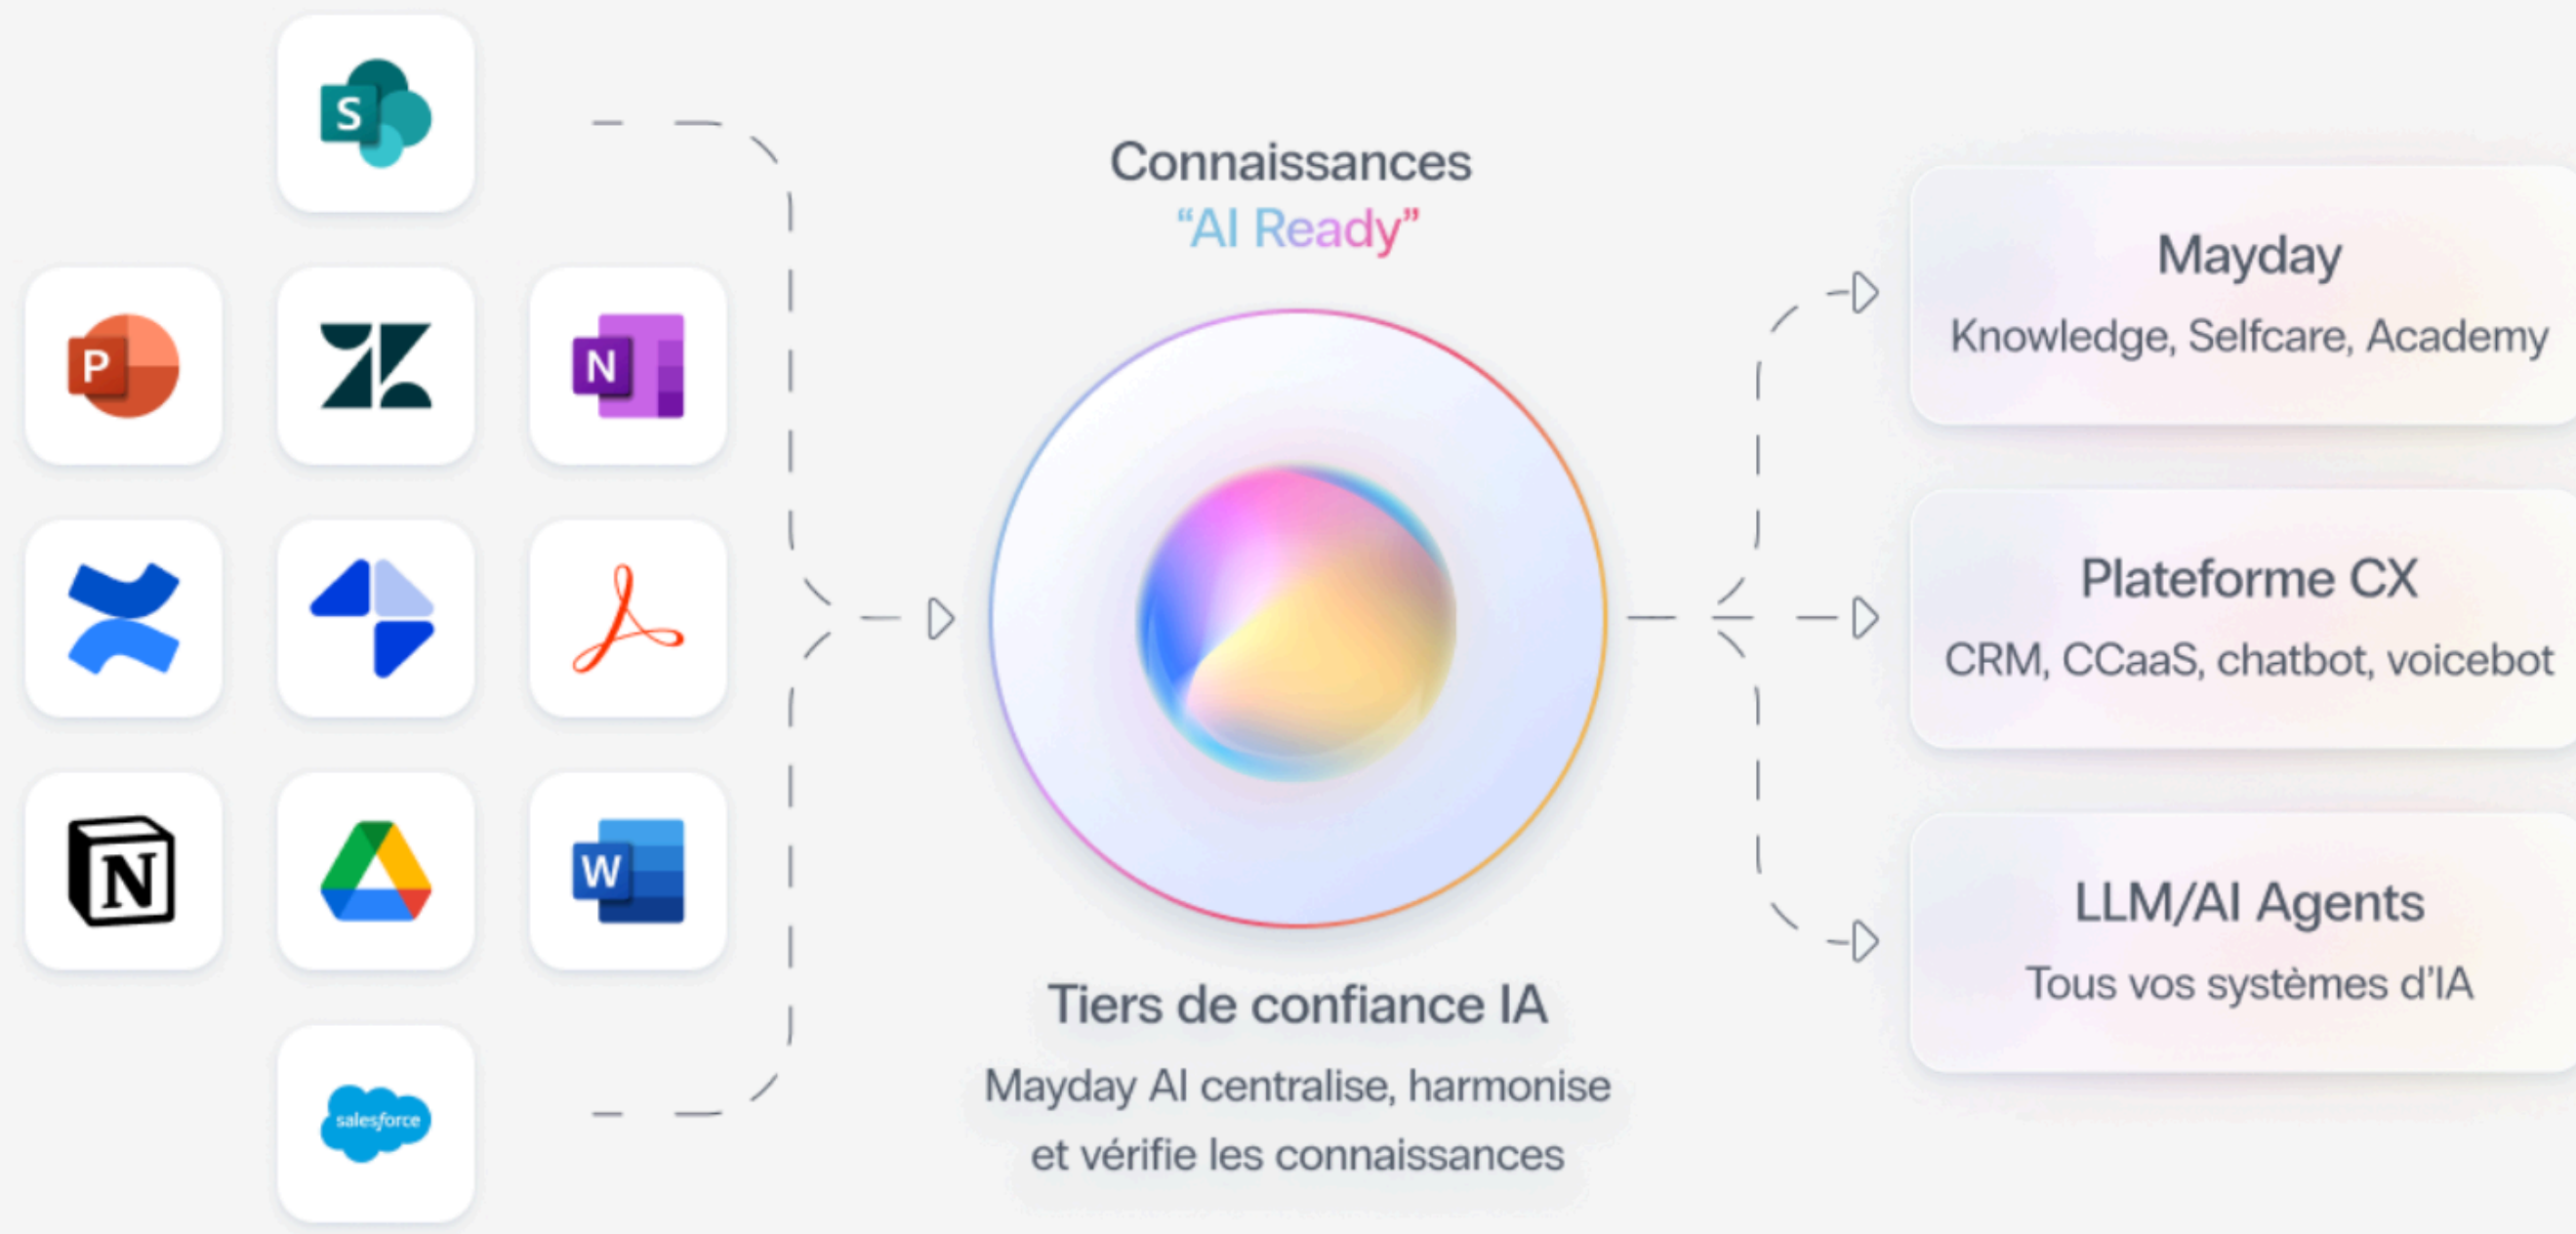 S
P
N
N
W
salesforce
Connaissances
“AI Ready”
Tiers de confiance IA
Mayday AI centralise, harmonise
et vérifie les connaissances
Mayday
Knowledge, Selfcare, Academy
Plateforme CX
CRM, CCaaS, chatbot, voicebot
LLM/AI Agents
Tous vos systèmes d’IA